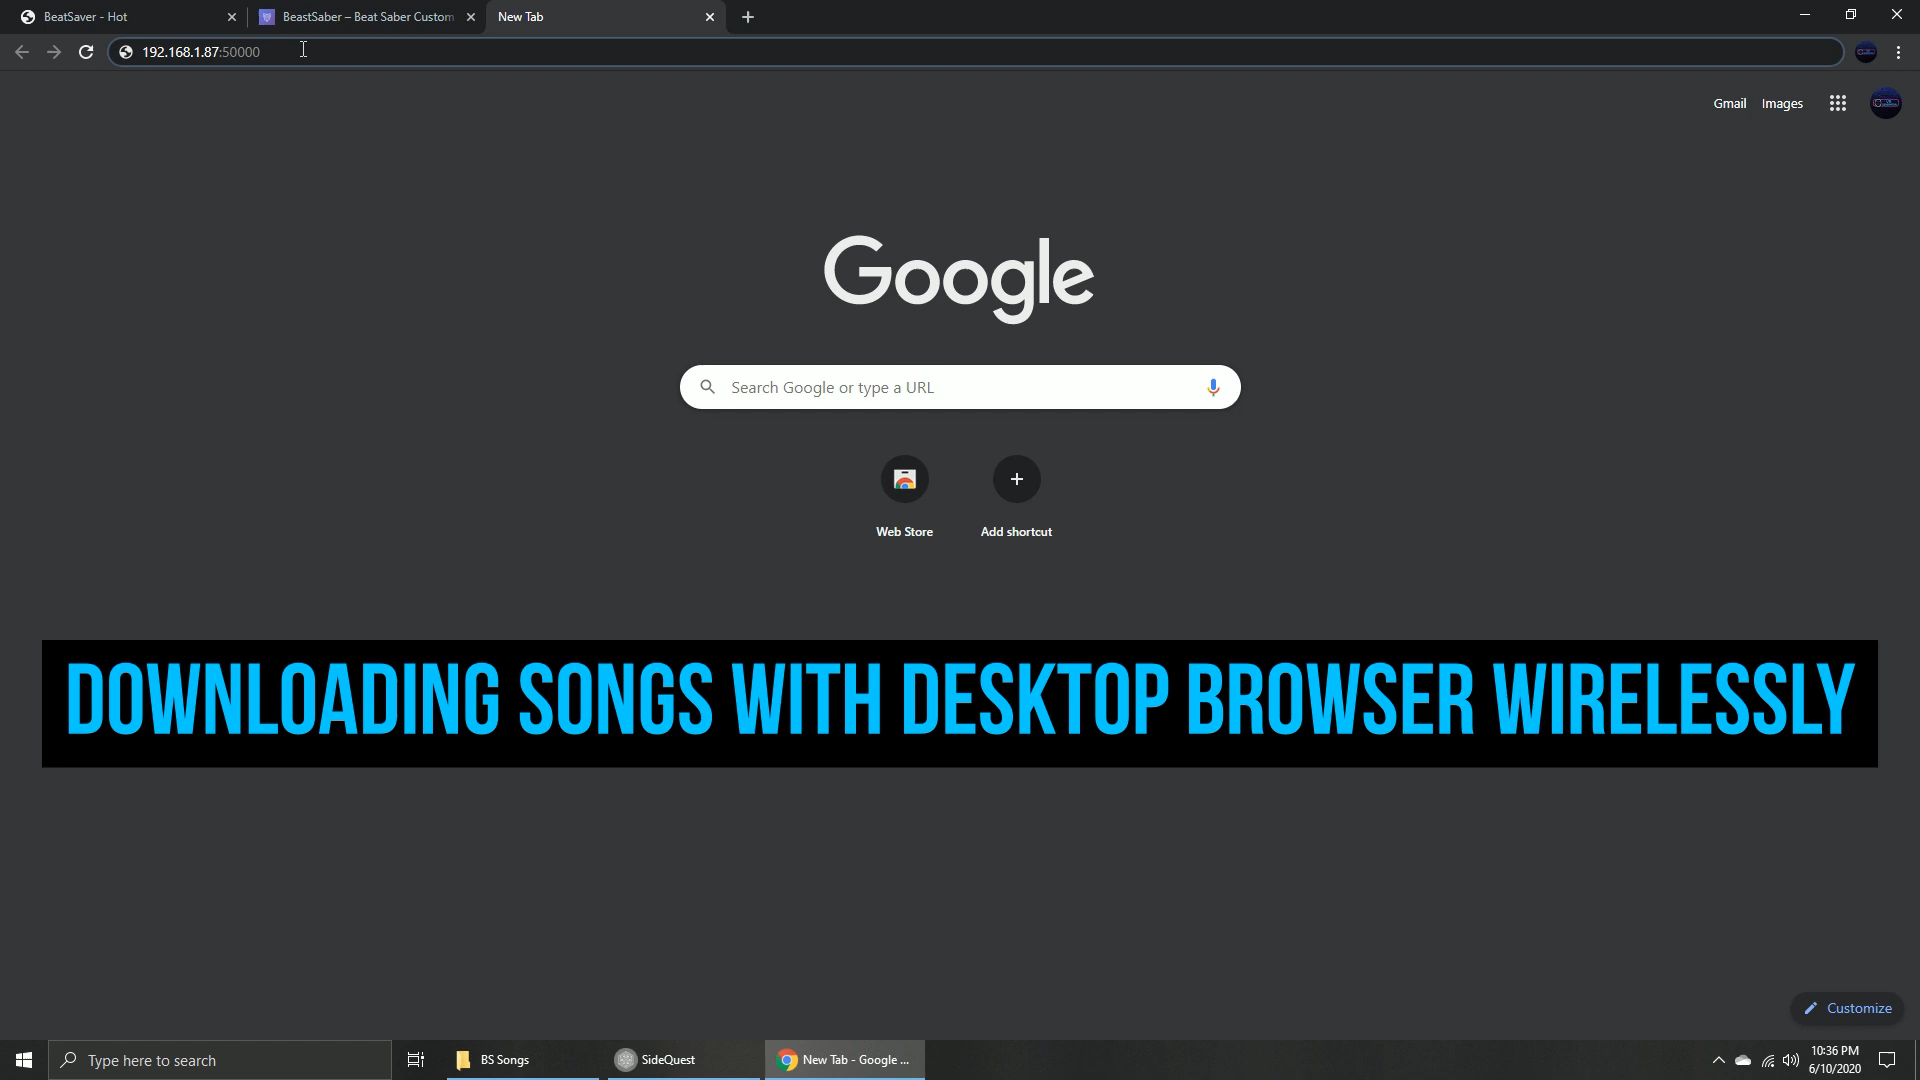 BeatSaver - Hot
BeastSaber – Beat Saber Custom
New Tab
192.168.1.87:50000
Gmail
Images
Google
Search Google or type a URL
Web Store
Add shortcut
DOWNLOADING SONGS WITH DESKTOP BROWSER WIRELESSLY
Customize
Type here to search
BS Songs
SideQuest
New Tab - Google ...
10:36 PM
6/10/2020